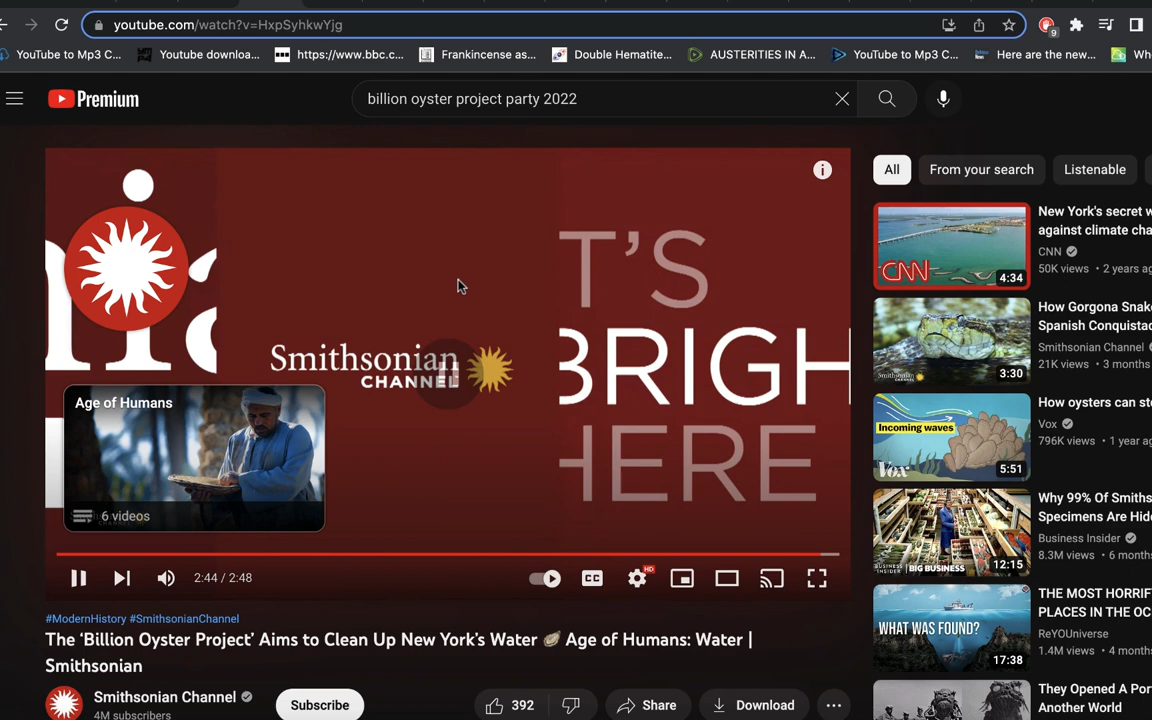 youtube.com/watch?v=HxpSyhkwYjg
9
YouTube to Mp3 C...
Youtube downloa...
https://www.bbc.c...
Frankincense as...
Double Hematite...
AUSTERITIES IN A...
YouTube to Mp3 C...
Here are the new...
Wh
Premium
billion oyster project party 2022
T'S
BRIGH
HERE
Smithsonian
CHANNEL
Age of Humans
6 videos
2:44 / 2:48
CC
HD
#ModernHistory #SmithsonianChannel
The ‘Billion Oyster Project’ Aims to Clean Up New York’s Water 🦪 Age of Humans: Water |
Smithsonian
Smithsonian Channel
4M subscribers
Subscribe
392
Share
Download
All
From your search
Listenable
New York's secret w
against climate cha
CNN
50K views • 2 years ag
CNN
4:34
How Gorgona Snake
Spanish Conquistad
Smithsonian Channel
21K views • 3 months
3:30
How oysters can sto
Vox
796K views • 1 year ag
Incoming waves
Vox
5:51
Why 99% Of Smiths
Specimens Are Hid
Business Insider
8.3M views • 6 month
BUSINESS INSIDER | BIG BUSINESS
12:15
THE MOST HORRIF
PLACES IN THE OC
ReYOUniverse
1.4M views • 4 month
WHAT WAS FOUND?
17:38
They Opened A Por
Another World